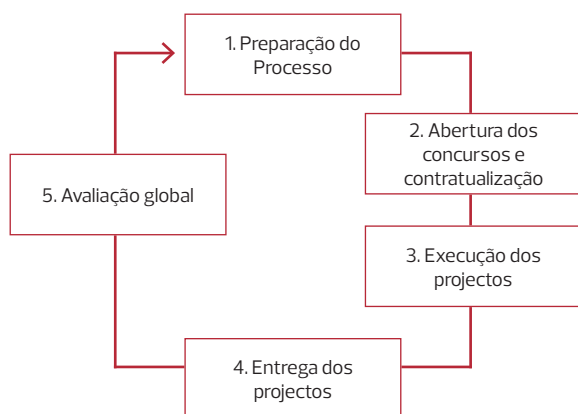 1. Preparação do
Processo
2. Abertura dos
concursos e
contratualização
3. Execução dos
projectos
4. Entrega dos
projectos
5. Avaliação global